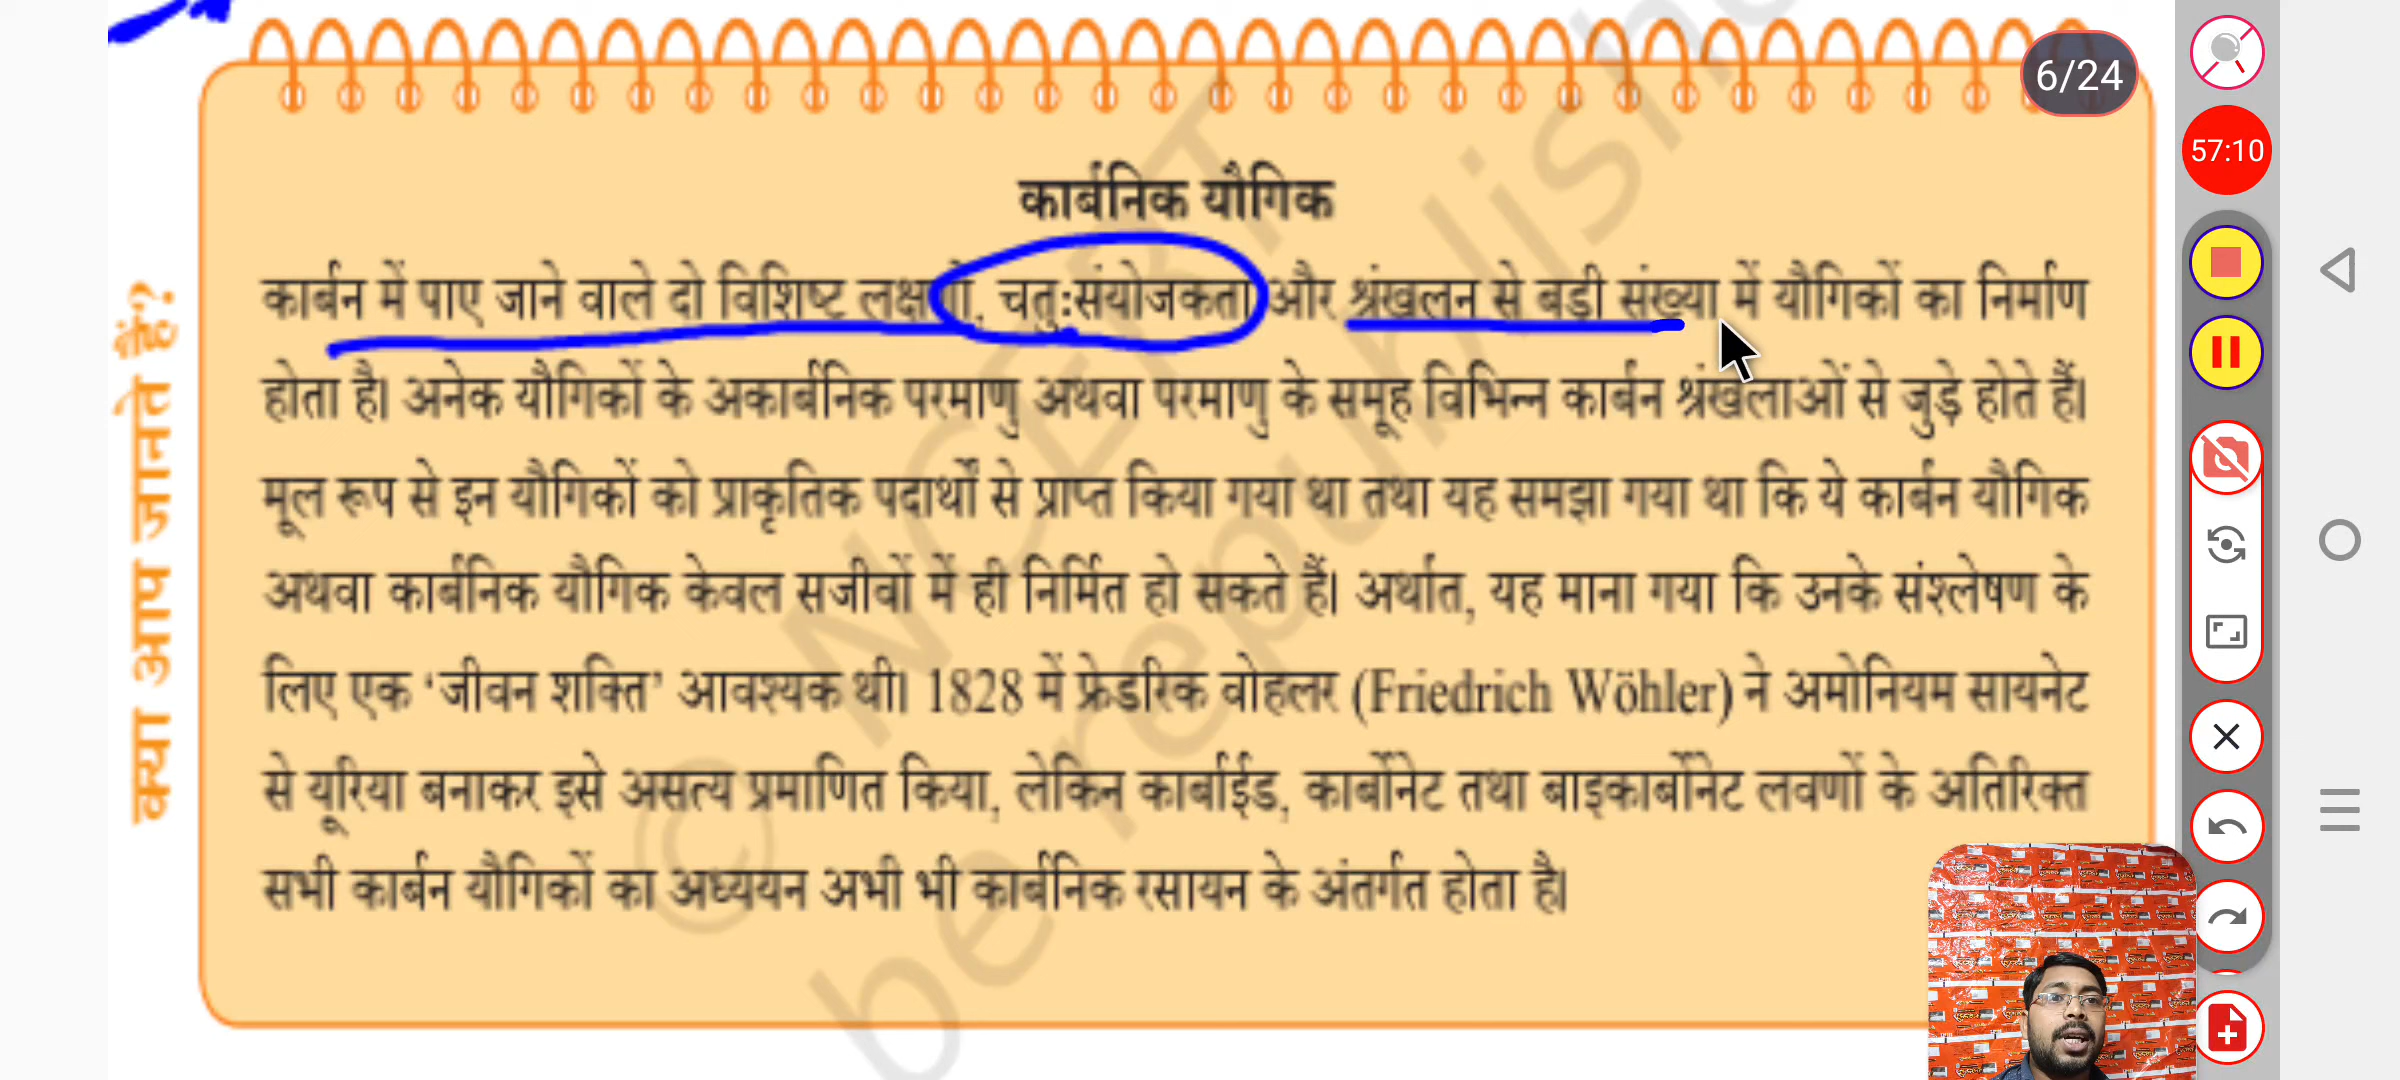 6/24
57:10
कार्बनिक यौगिक
क्या आप जानते हैं?
कार्बन में पाए जाने वाले दो विशिष्ट लक्षणों, चतुःसंयोजकता और श्रंखलन से बड़ी संख्या में यौगिकों का निर्माण
होता है। अनेक यौगिकों के अकार्बनिक परमाणु अथवा परमाणु के समूह विभिन्न कार्बन श्रंखलाओं से जुड़े होते हैं।
मूल रूप से इन यौगिकों को प्राकृतिक पदार्थों से प्राप्त किया गया था तथा यह समझा गया था कि ये कार्बन यौगिक
अथवा कार्बनिक यौगिक केवल सजीवों में ही निर्मित हो सकते हैं। अर्थात, यह माना गया कि उनके संश्लेषण के
लिए एक ‘जीवन शक्ति’ आवश्यक थी। 1828 में फ्रेडरिक वोहलर (Friedrich Wöhler) ने अमोनियम सायनेट
से यूरिया बनाकर इसे असत्य प्रमाणित किया, लेकिन कार्बाईड, कार्बोनेट तथा बाइकार्बोनेट लवणों के अतिरिक्त
सभी कार्बन यौगिकों का अध्ययन अभी भी कार्बनिक रसायन के अंतर्गत होता है।
© NCERT
be republishe